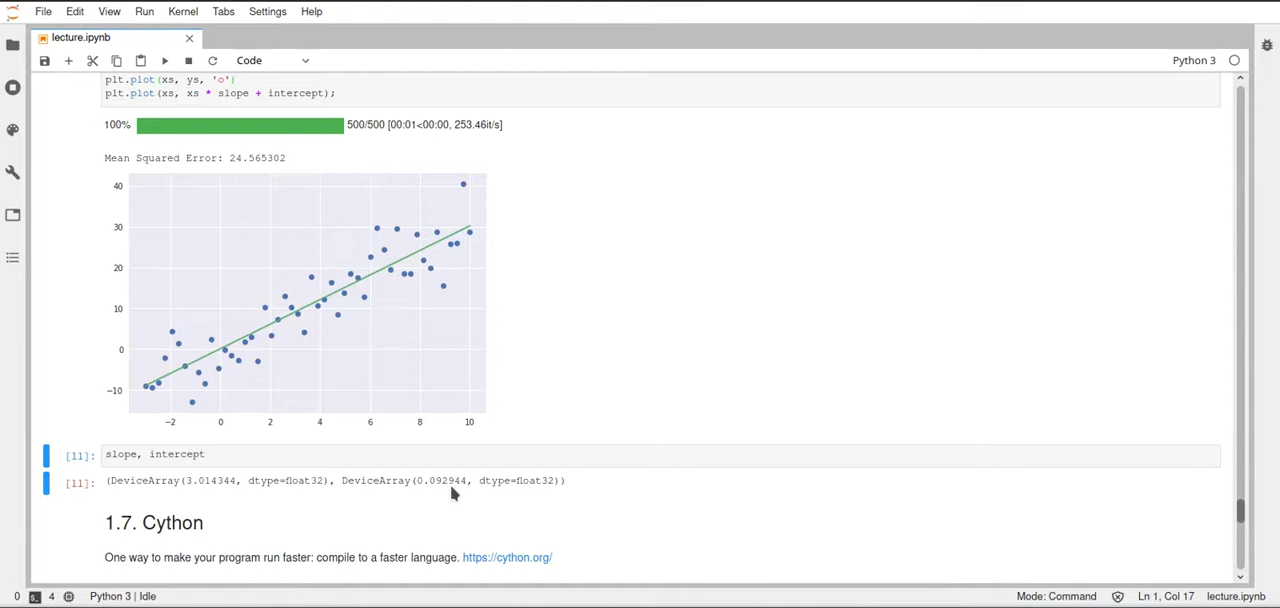 File Edit View Run Kernel Tabs Settings Help
lecture.ipynb
Code
Python 3
plt.plot(xs, ys, 'o')
plt.plot(xs, xs * slope + intercept);
100% 500/500 [00:01<00:00, 253.46it/s]
Mean Squared Error: 24.565302
40
30
20
10
0
−10
−2 0 2 4 6 8 10
[11]: slope, intercept
[11]: (DeviceArray(3.014344, dtype=float32), DeviceArray(0.092944, dtype=float32))
1.7. Cython
One way to make your program run faster: compile to a faster language. https://cython.org/
0 4 Python 3 | Idle Mode: Command Ln 1, Col 17 lecture.ipynb